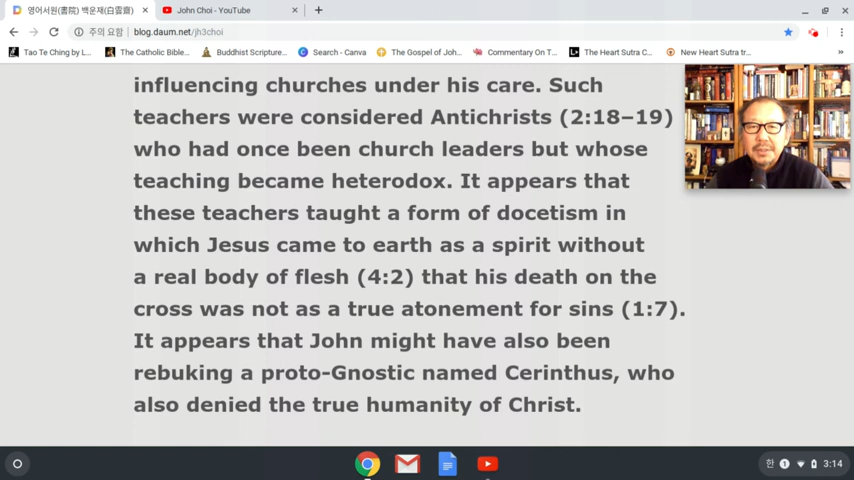 영어서원(書院) 백운재(白雲齋)
John Choi - YouTube
주의 요함
blog.daum.net/jh3choi
Tao Te Ching by L...
The Catholic Bible...
Buddhist Scripture...
Search - Canva
The Gospel of Joh...
Commentary On T...
The Heart Sutra C...
New Heart Sutra tr...
influencing churches under his care. Such
teachers were considered Antichrists (2:18–19)
who had once been church leaders but whose
teaching became heterodox. It appears that
these teachers taught a form of docetism in
which Jesus came to earth as a spirit without
a real body of flesh (4:2) that his death on the
cross was not as a true atonement for sins (1:7).
It appears that John might have also been
rebuking a proto-Gnostic named Cerinthus, who
also denied the true humanity of Christ.
한 1 3:14